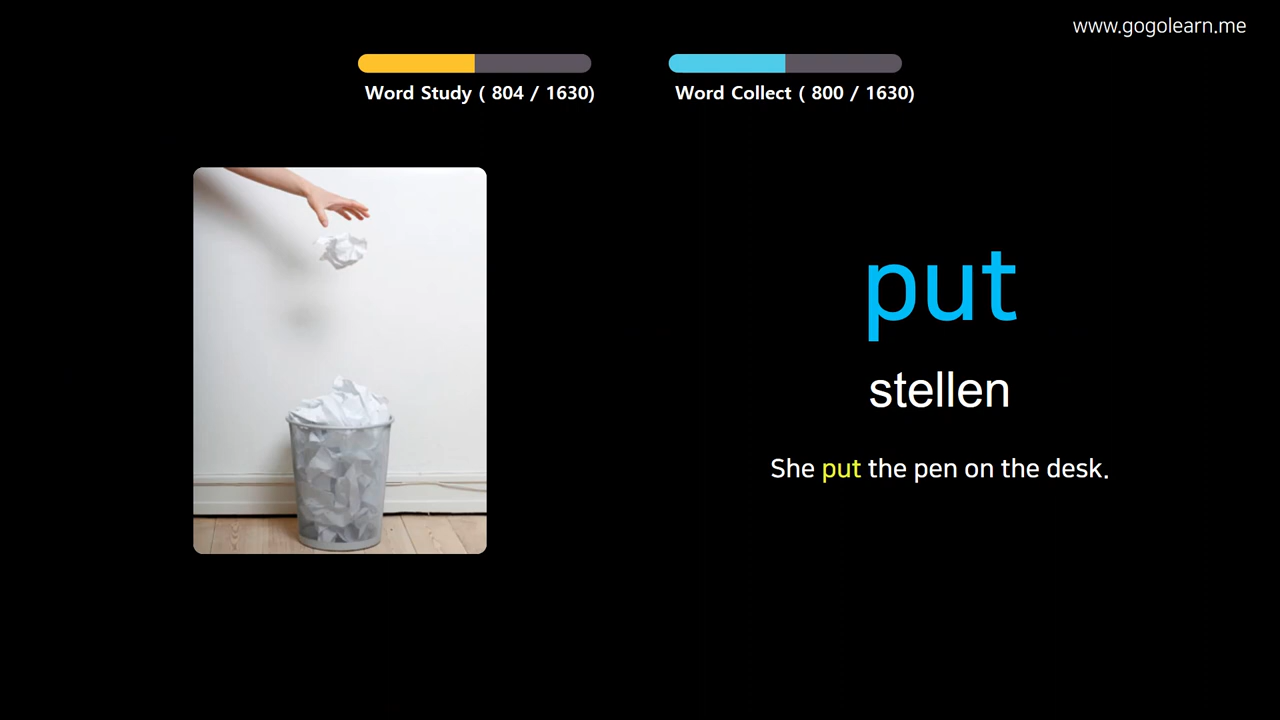 www.gogolearn.me
Word Study ( 804 / 1630)
Word Collect ( 800 / 1630)
put
stellen
She put the pen on the desk.